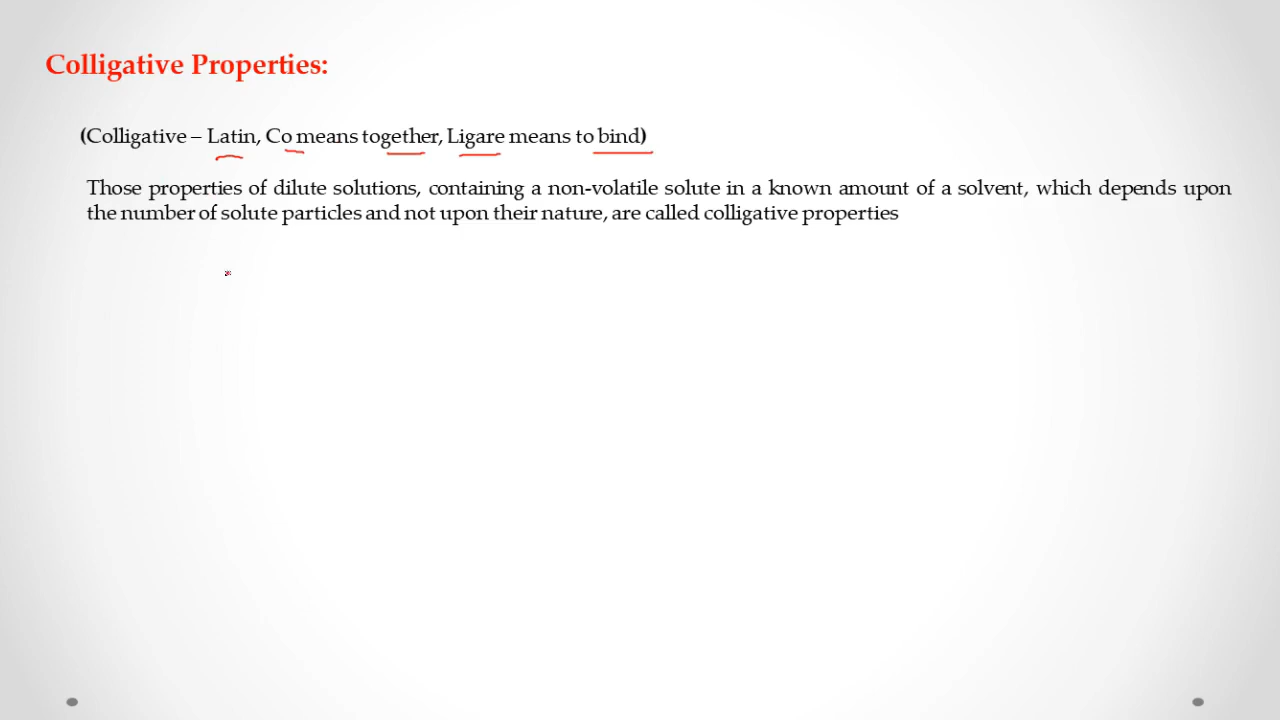 Colligative Properties:
(Colligative – Latin, Co means together, Ligare means to bind)
Those properties of dilute solutions, containing a non-volatile solute in a known amount of a solvent, which depends upon
the number of solute particles and not upon their nature, are called colligative properties